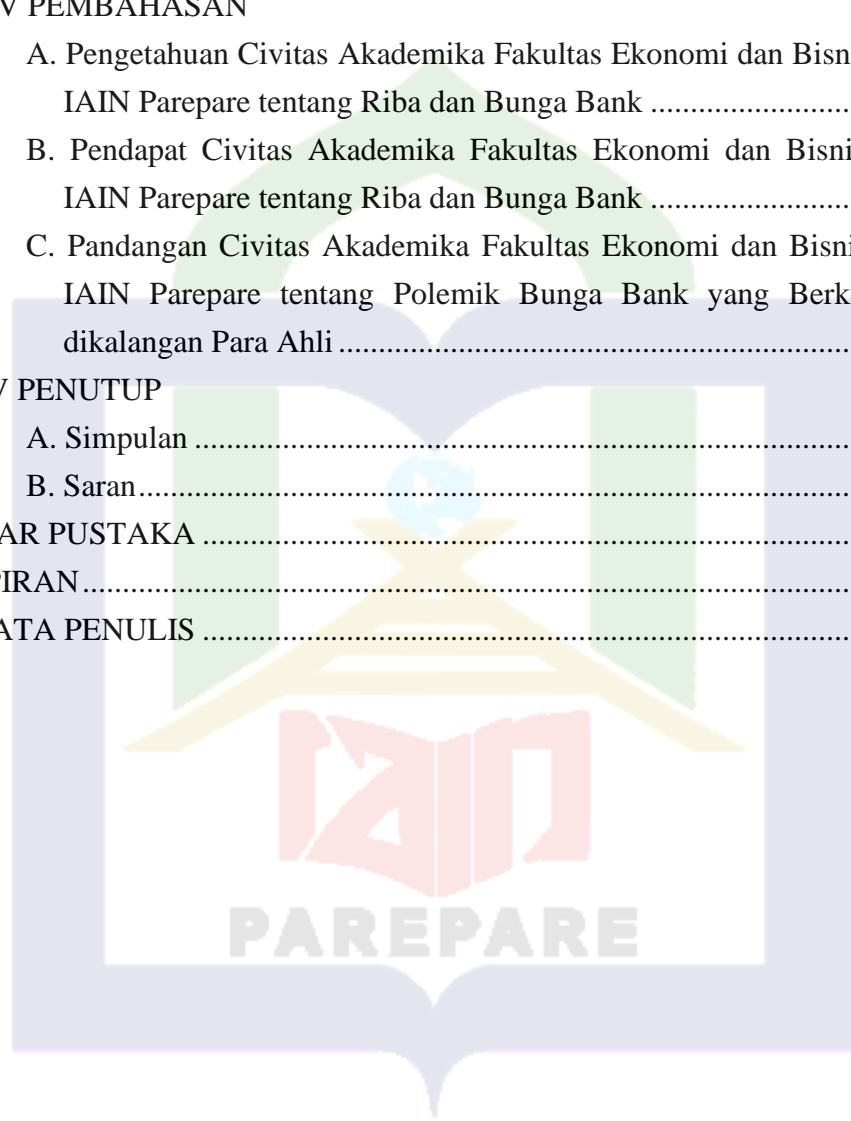 V PEMBAHASAN
A. Pengetahuan Civitas Akademika Fakultas Ekonomi dan Bisni
IAIN Parepare tentang Riba dan Bunga Bank ........................
B. Pendapat Civitas Akademika Fakultas Ekonomi dan Bisni
IAIN Parepare tentang Riba dan Bunga Bank ........................
C. Pandangan Civitas Akademika Fakultas Ekonomi dan Bisni
IAIN Parepare tentang Polemik Bunga Bank yang Berk
dikalangan Para Ahli ................................................................
V PENUTUP
A. Simpulan ...................................................................................
B. Saran..........................................................................................
AR PUSTAKA ..................................................................................
PIRAN..................................................................................................
ATA PENULIS ..................................................................................
iain
PAREPARE